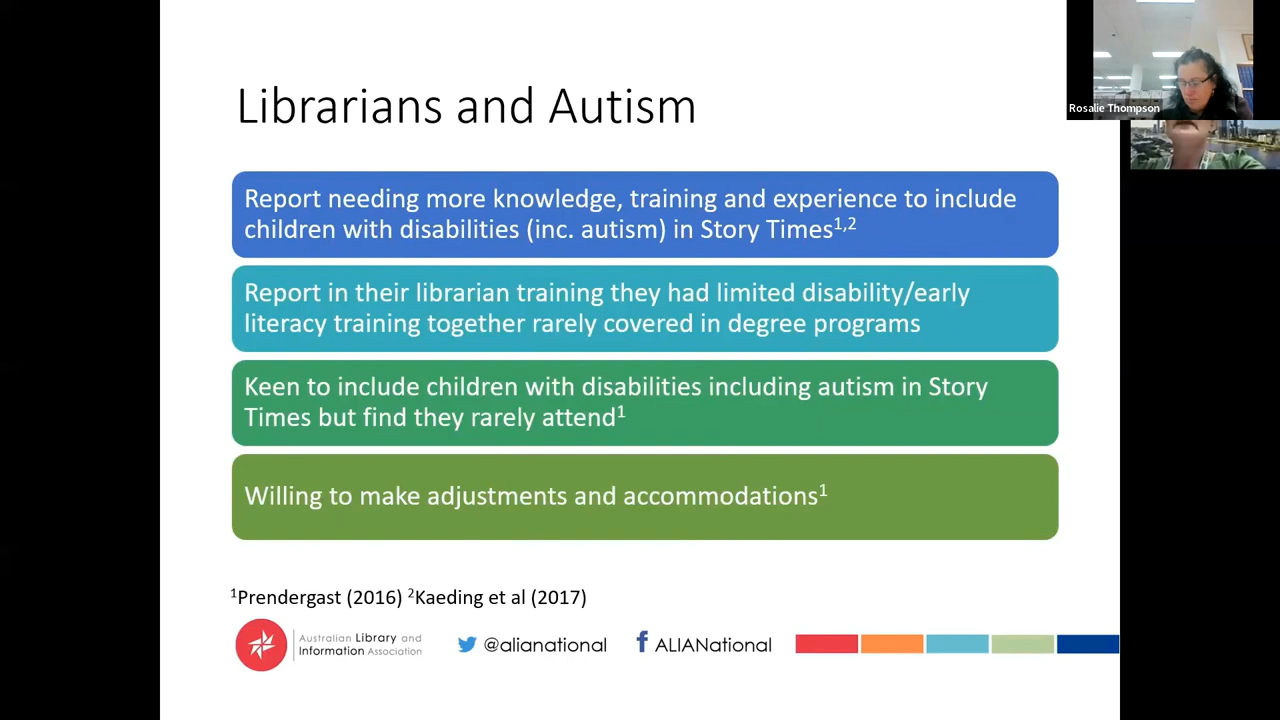 Librarians and Autism
Rosalie Thompson
Report needing more knowledge, training and experience to include
children with disabilities (inc. autism) in Story Times1,2
Report in their librarian training they had limited disability/early
literacy training together rarely covered in degree programs
Keen to include children with disabilities including autism in Story
Times but find they rarely attend1
Willing to make adjustments and accommodations1
1Prendergast (2016) 2Kaeding et al (2017)
Australian Library and
Information Association
@alianational
f ALIANational